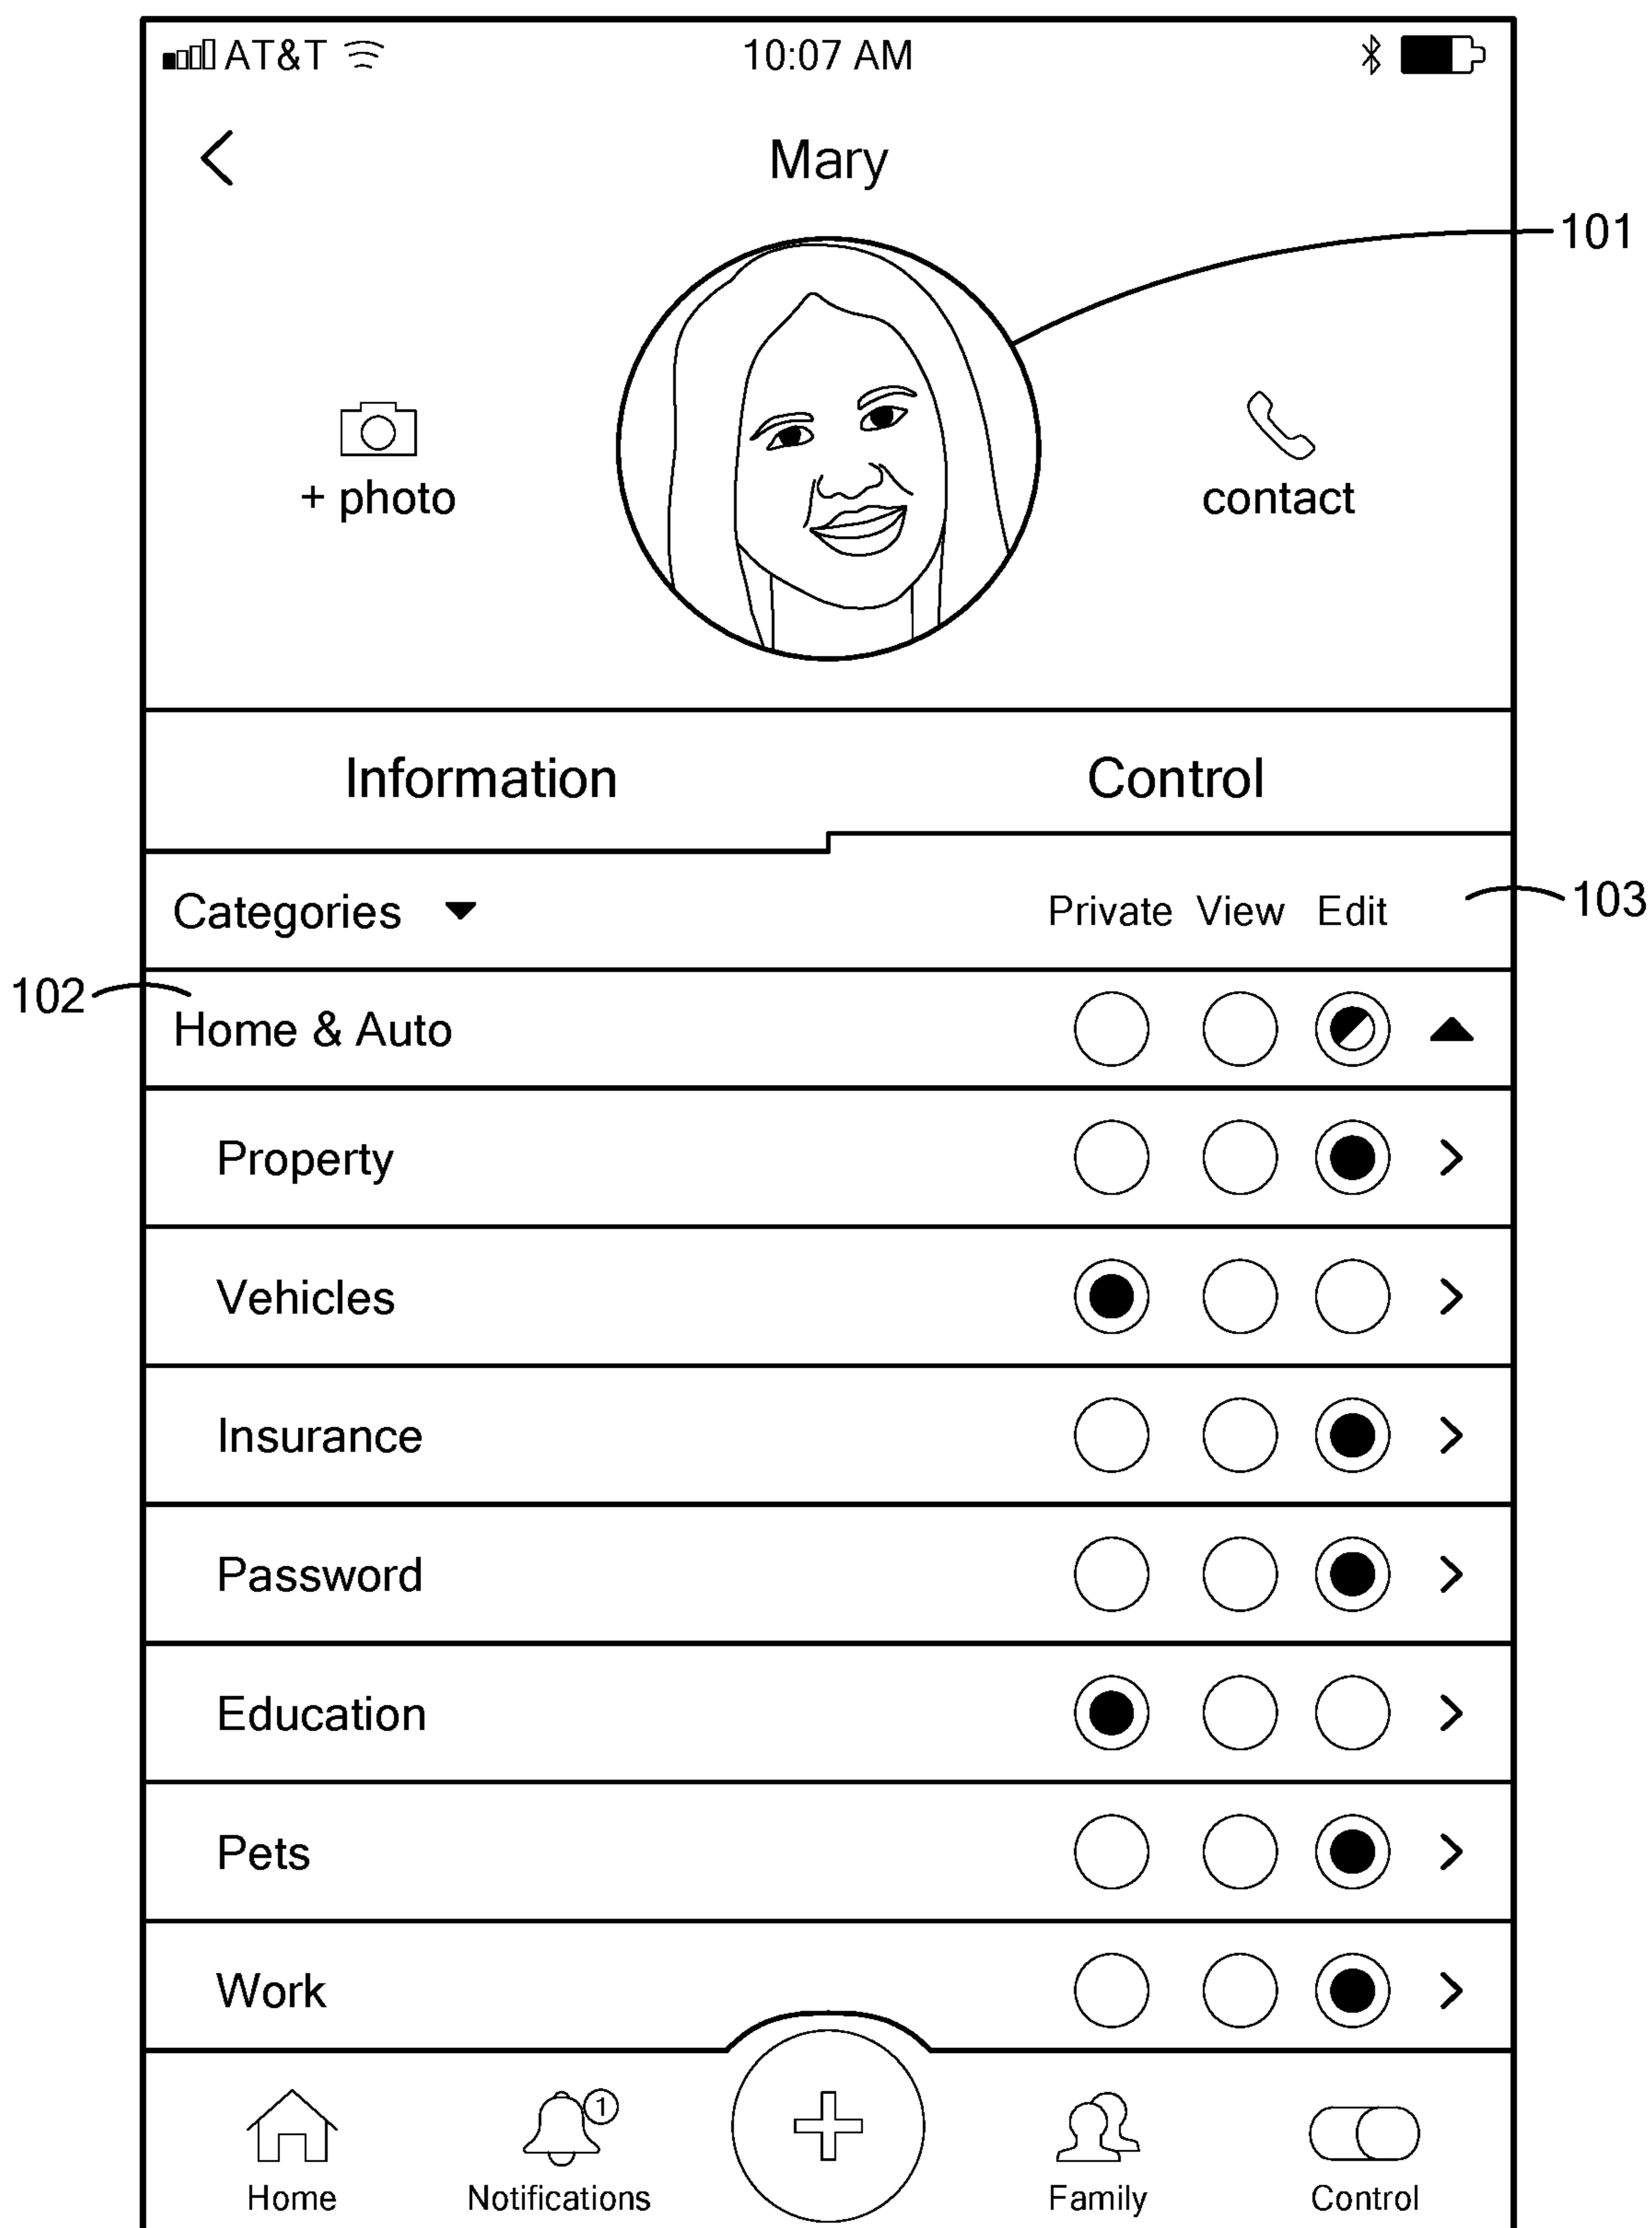 AT&T 10:07 AM
Mary
101
+ photo
contact
Information Control
Categories Private View Edit
103
102
Home & Auto
Property
Vehicles
Insurance
Password
Education
Pets
Work
1
Home Notifications Family Control